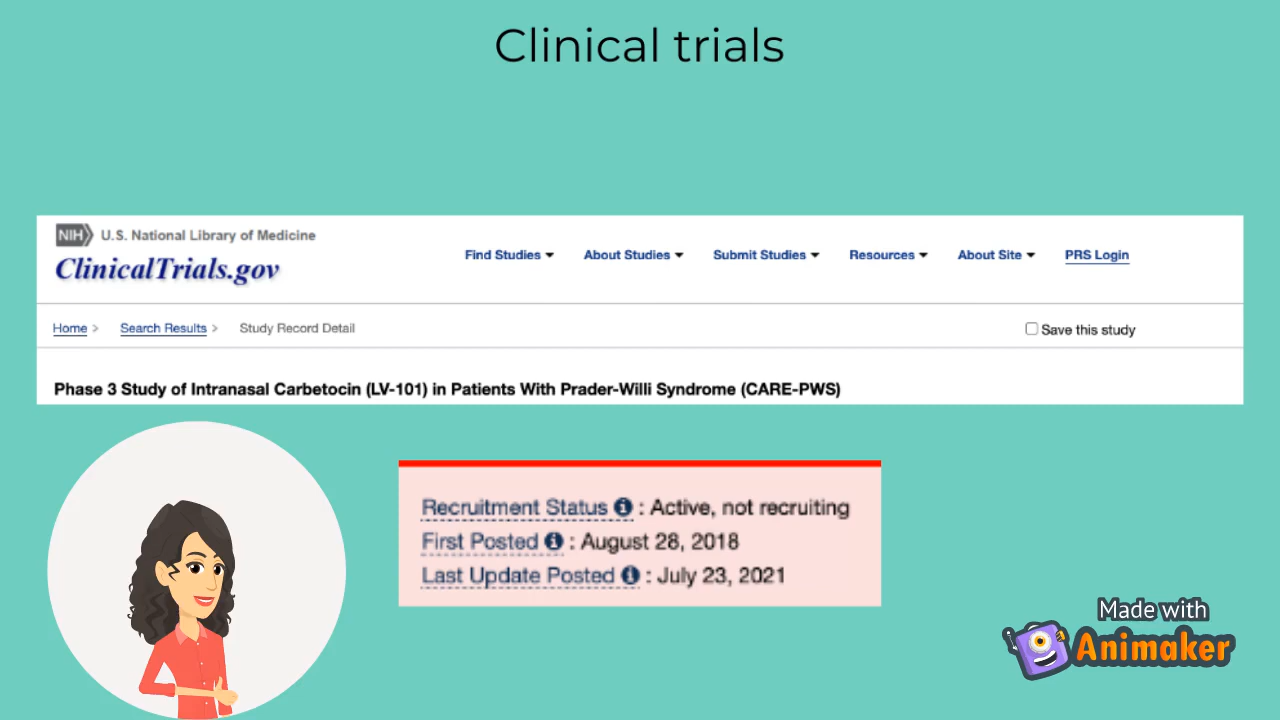 Clinical trials
NIH U.S. National Library of Medicine
ClinicalTrials.gov
Find Studies About Studies Submit Studies Resources About Site PRS Login
Home > Search Results > Study Record Detail
Save this study
Phase 3 Study of Intranasal Carbetocin (LV-101) in Patients With Prader-Willi Syndrome (CARE-PWS)
Recruitment Status : Active, not recruiting
First Posted : August 28, 2018
Last Update Posted : July 23, 2021
Made with
Animaker